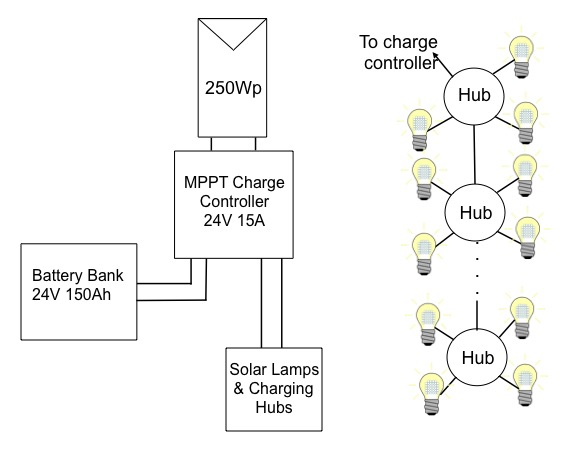 250Wp
MPPT Charge
Controller
24V 15A
Battery Bank
24V 150Ah
Solar Lamps
& Charging
Hubs
To charge
controller
Hub
Hub
Hub